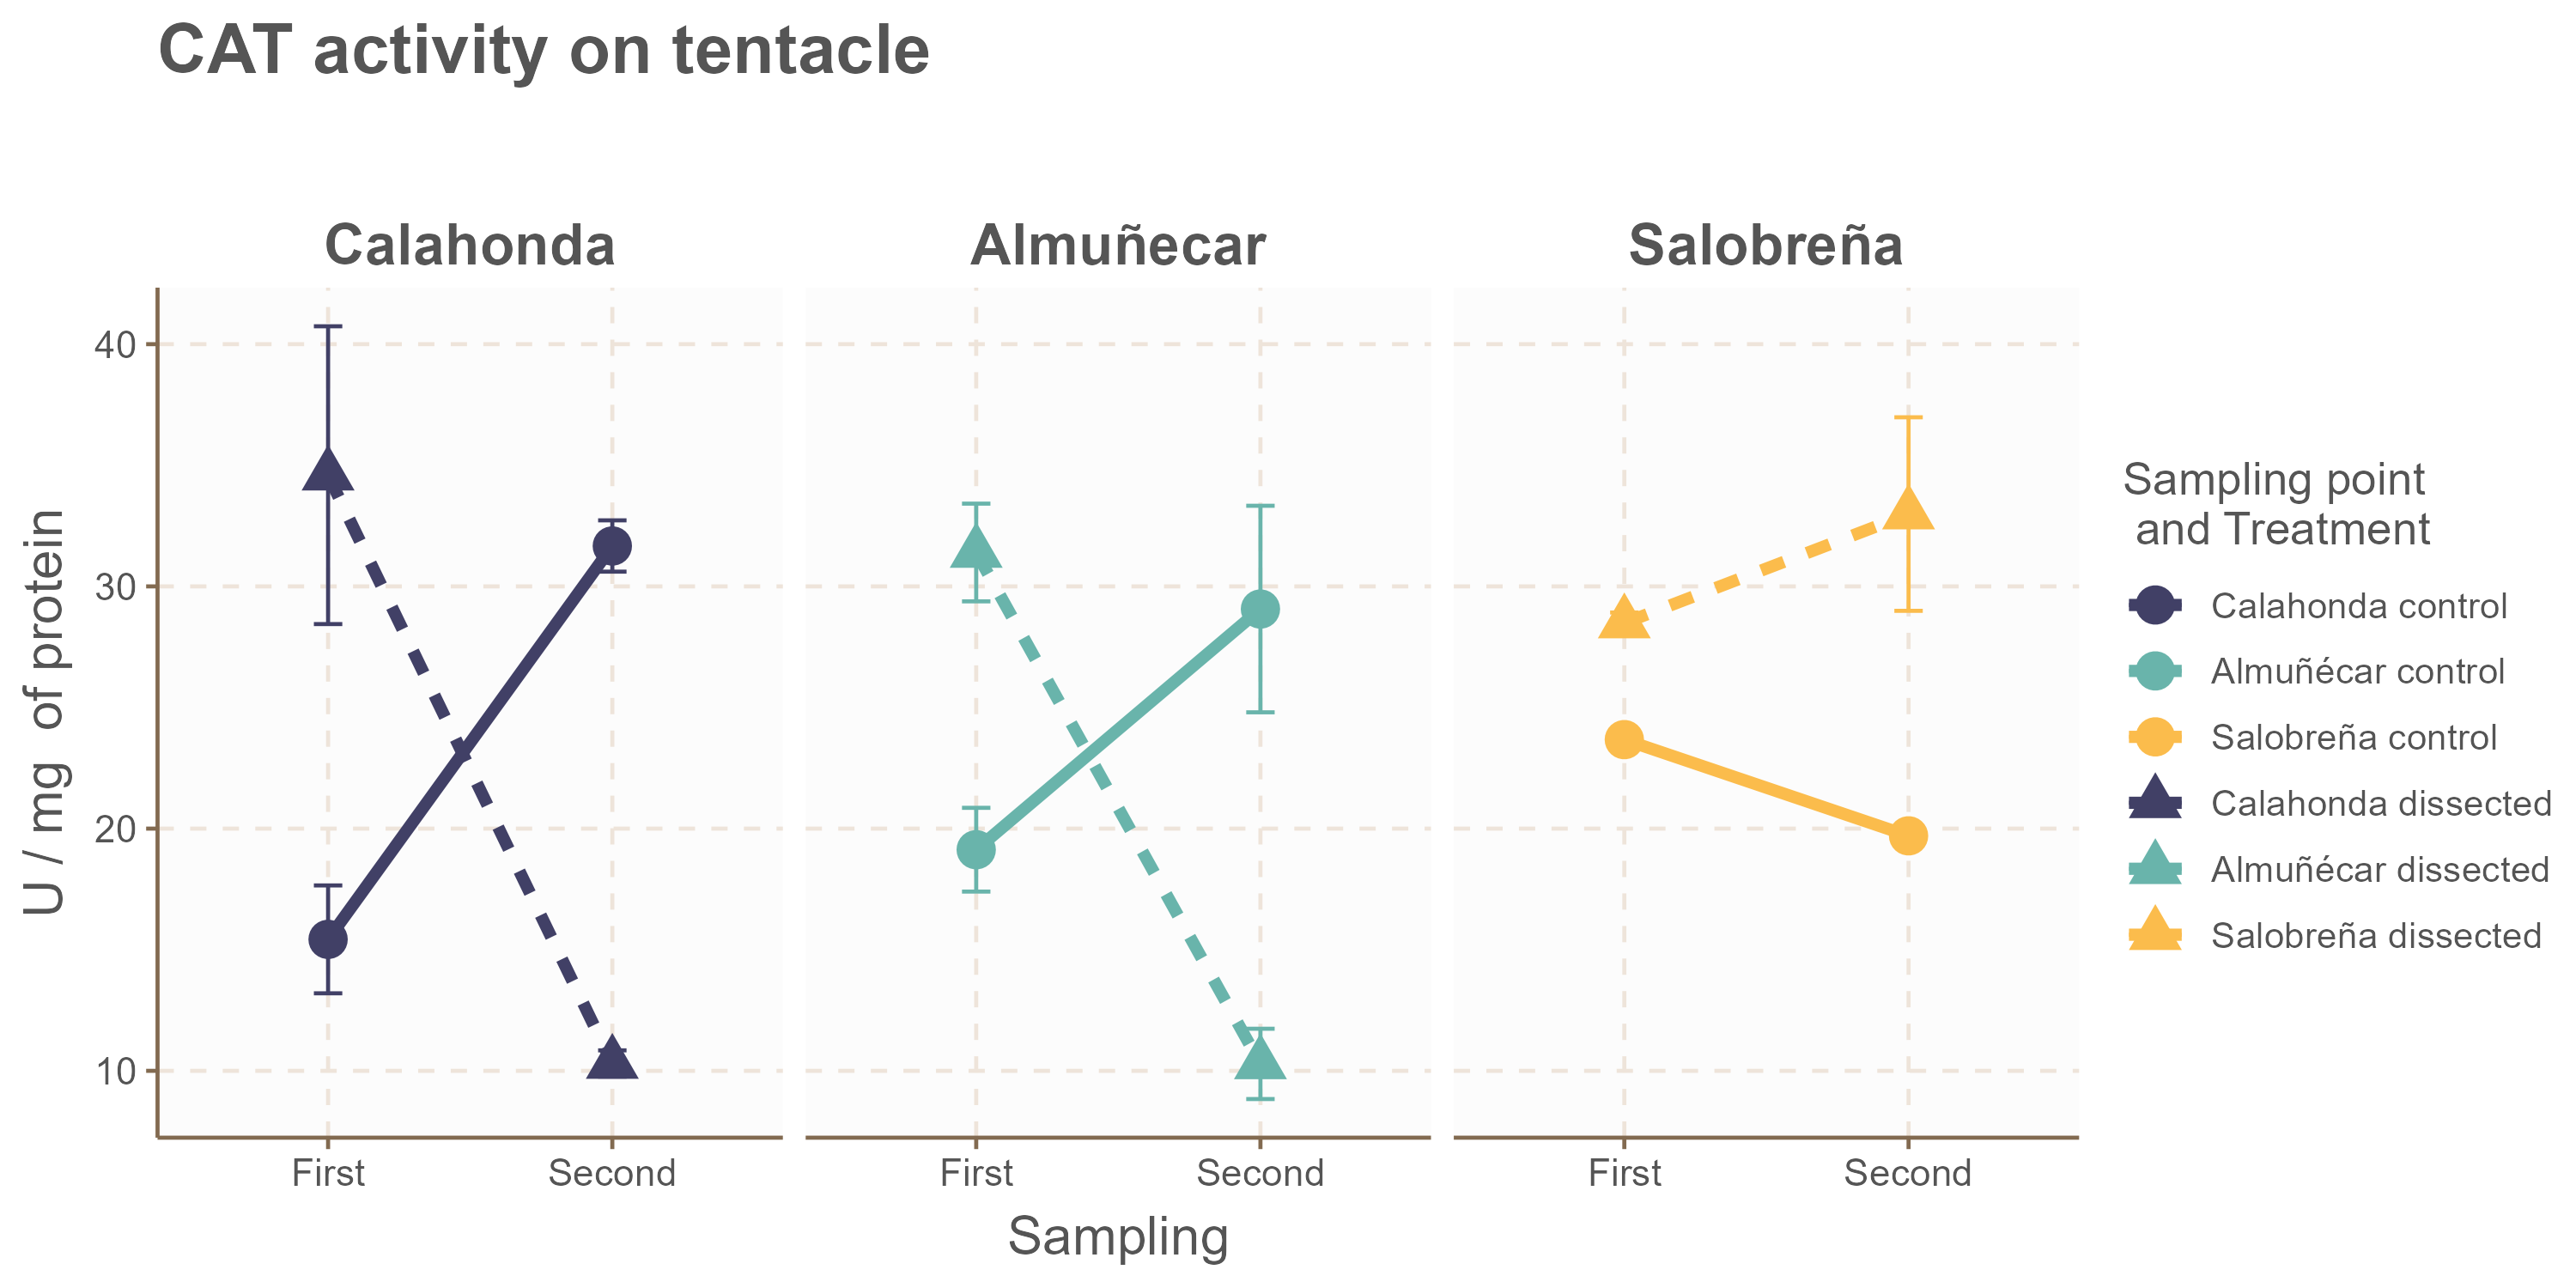 CAT activity on tentacle
Calahonda
Almuñecar
Salobreña
U / mg  of protein
40
30
20
10
First
Second
First
Second
First
Second
Sampling
Sampling point
and Treatment
Calahonda control
Almuñécar control
Salobreña control
Calahonda dissected
Almuñécar dissected
Salobreña dissected